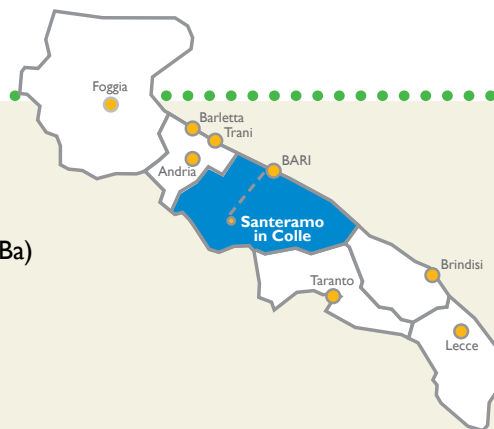 Foggia
Barletta
Trani
Andria
BARI
Santeramo
in Colle
Ba)
Brindisi
Taranto
Lecce